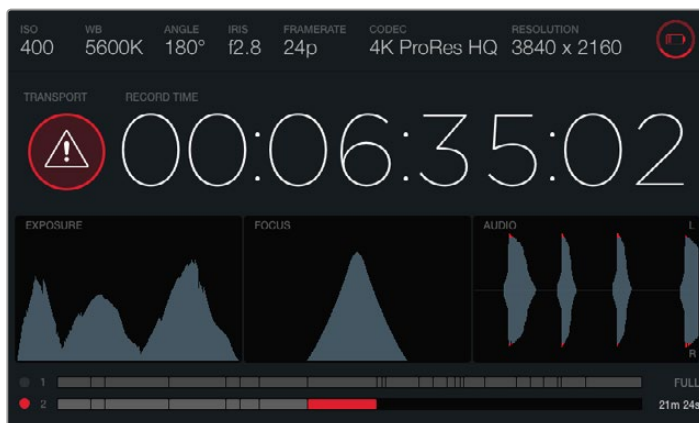 ISO WB ANGLE IRIS FRAMERATE CODEC RESOLUTION
400 5600K 180° f2.8 24p 4K ProRes HQ 3840 x 2160
TRANSPORT RECORD TIME
00:06:35:02
EXPOSURE FOCUS AUDIO L
R
1 FULL
2 21m 24s